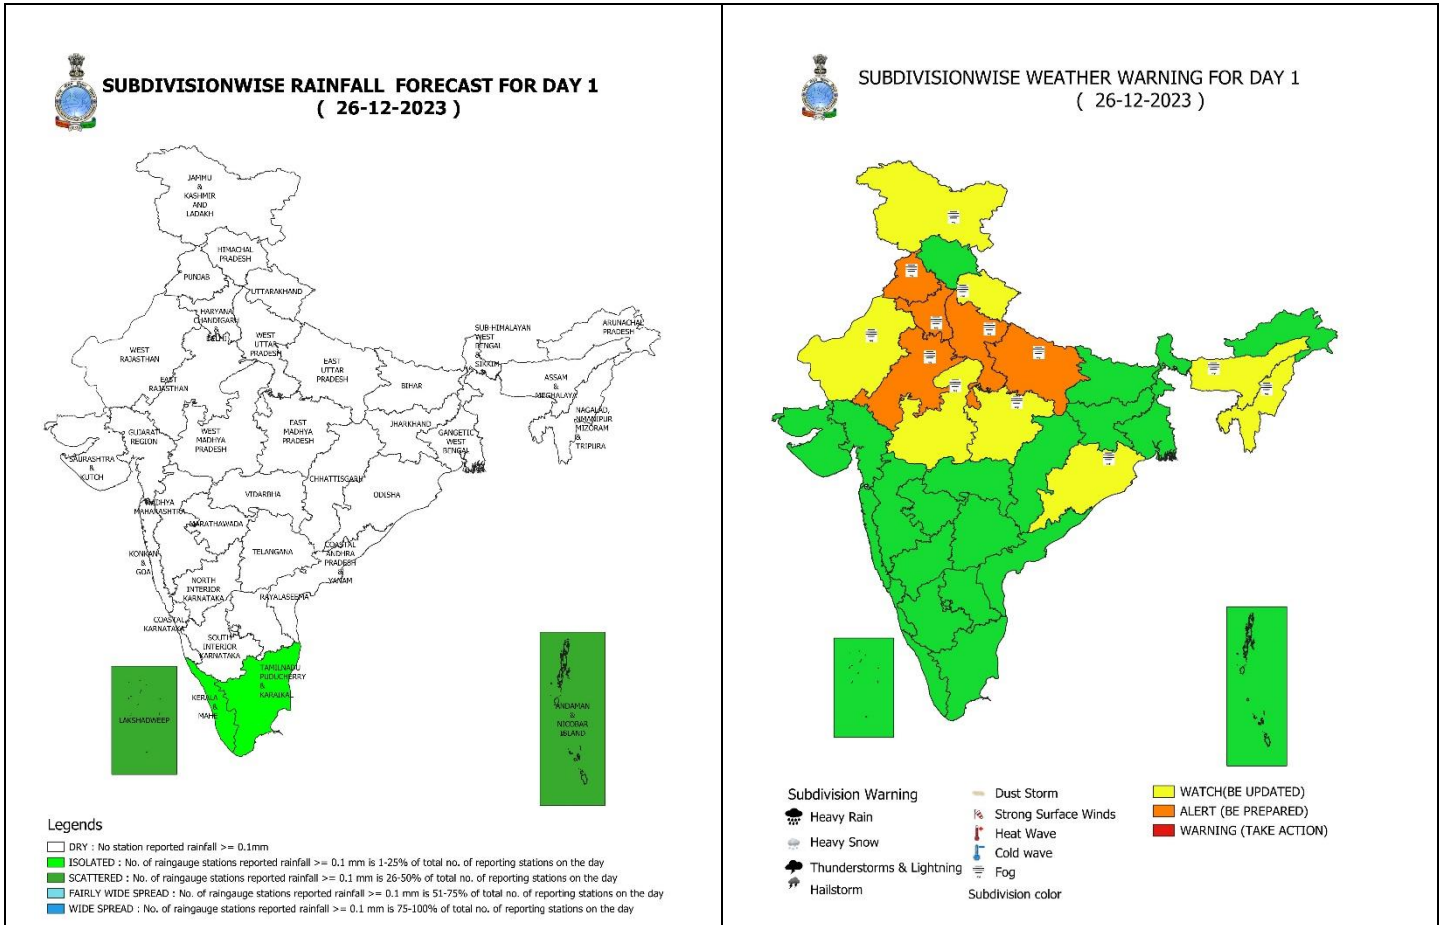 SUBDIVISIONWISE RAINFALL FORECAST FOR DAY 1
( 26-12-2023 )
JAMMU
&
KASHMIR
AND
LADAKH
HIMACHAL
PRADESH
PUNJAB
UTTARAKHAND
HARYANA
CHANDIGARH
&
DELHI
WEST
UTTAR
PRADESH
WEST
RAJASTHAN
EAST
RAJASTHAN
EAST
UTTAR
PRADESH
SUB-HIMALAYAN
WEST
BENGAL
&
SIKKIM
ARUNACHAL
PRADESH
ASSAM
&
MEGHALAYA
BIHAR
NAGALAD,
MANIPUR
MIZORAM
&
TRIPURA
GUJARAT
REGION
WEST
MADHYA
PRADESH
EAST
MADHYA
PRADESH
JHARKHAND
GANGETIC
WEST
BENGAL
SAURASHTRA
&
KUTCH
CHHATTISGARH
ODISHA
VIDARBHA
MADHYA
MAHARASHTRA
MARATHAWADA
KONKAN
&
GOA
TELANGANA
COASTAL
ANDHRA
PRADESH
&
YANAM
NORTH
INTERIOR
KARNATAKA
RAYALASEEMA
COASTAL
KARNATAKA
SOUTH
INTERIOR
KARNATAKA
TAMILNADU
PUDUCHERRY
&
KARAIKAL
KERALA
&
MAHE
LAKSHADWEEP
ANDAMAN
&
NICOBAR
ISLAND
Legends
DRY : No station reported rainfall >= 0.1mm
ISOLATED : No. of raingauge stations reported rainfall >= 0.1 mm is 1-25% of total no. of reporting stations on the day
SCATTERED : No. of raingauge stations reported rainfall >= 0.1 mm is 26-50% of total no. of reporting stations on the day
FAIRLY WIDE SPREAD : No. of raingauge stations reported rainfall >= 0.1 mm is 51-75% of total no. of reporting stations on the day
WIDE SPREAD : No. of raingauge stations reported rainfall >= 0.1 mm is 75-100% of total no. of reporting stations on the day
SUBDIVISIONWISE WEATHER WARNING FOR DAY 1
( 26-12-2023 )
Subdivision Warning
Heavy Rain
Heavy Snow
Thunderstorms & Lightning
Hailstorm
Dust Storm
Strong Surface Winds
Heat Wave
Cold wave
Fog
Subdivision color
WATCH(BE UPDATED)
ALERT (BE PREPARED)
WARNING (TAKE ACTION)